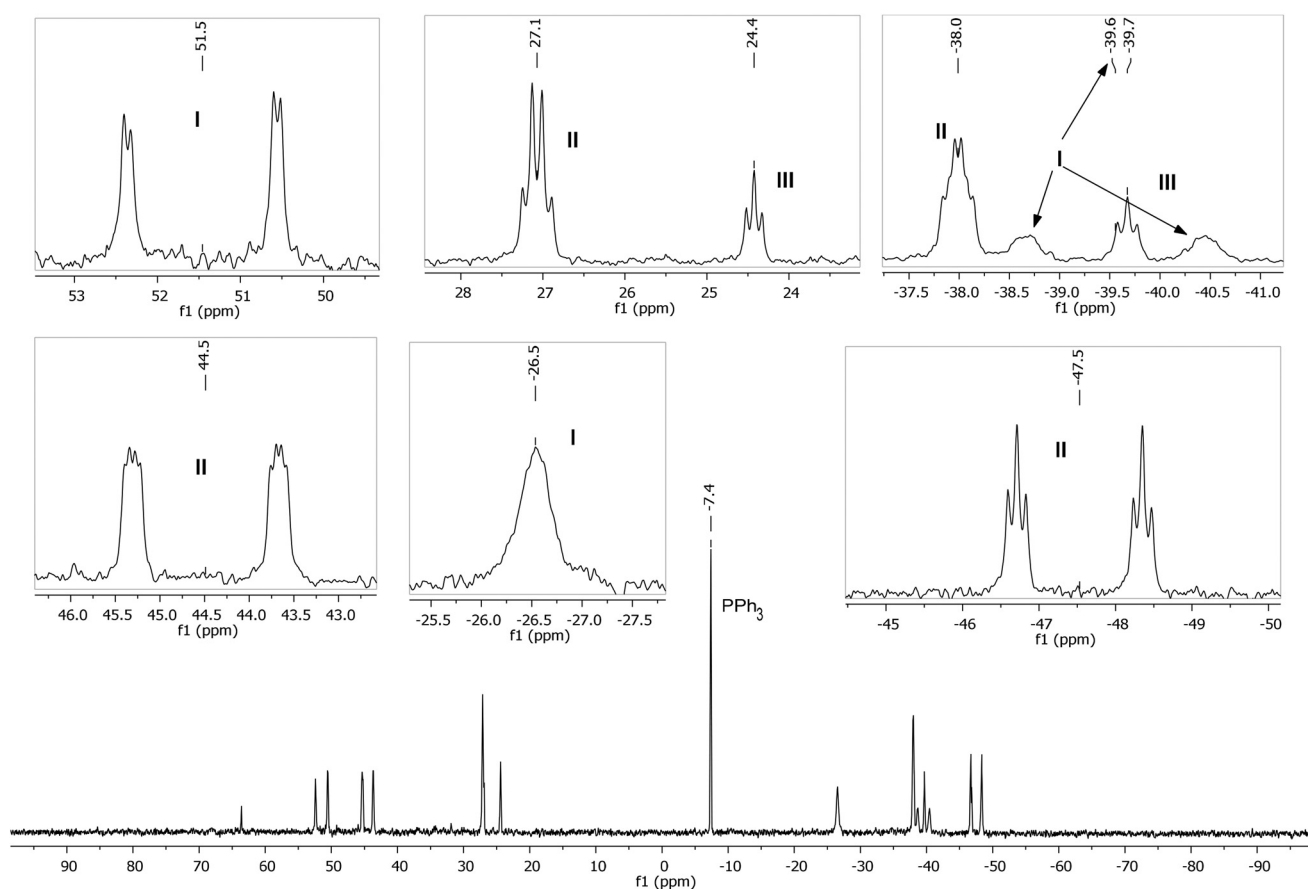 51.5
I
53 52 51 50
f1 (ppm)
27.1
24.4
II
III
28 27 26 25 24
f1 (ppm)
-38.0
-39.6
-39.7
II
I
III
-37.5 -38.0 -38.5 -39.0 -39.5 -40.0 -40.5 -41.0
f1 (ppm)
44.5
II
46.0 45.5 45.0 44.5 44.0 43.5 43.0
f1 (ppm)
-26.5
I
-25.5 -26.0 -26.5 -27.0 -27.5
f1 (ppm)
-7.4
PPh3
-47.5
II
-45 -46 -47 -48 -49 -50
f1 (ppm)
90 80 70 60 50 40 30 20 10 0 -10 -20 -30 -40 -50 -60 -70 -80 -90
f1 (ppm)